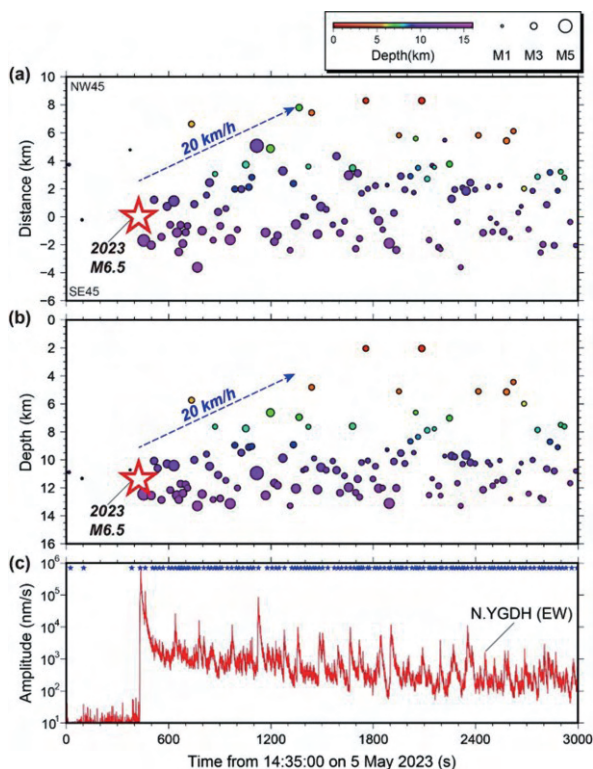 0 5 10 15
Depth(km)
M1 M3 M5
(a)
NW45
20 km/h
2023
M6.5
SE45
Distance (km)
10
8
6
4
2
0
−2
−4
−6
(b)
20 km/h
2023
M6.5
Depth (km)
0
2
4
6
8
10
12
14
16
(c)
N.YGDH (EW)
Amplitude (nm/s)
10⁶
10⁵
10⁴
10³
10²
10¹
0 600 1200 1800 2400 3000
Time from 14:35:00 on 5 May 2023 (s)